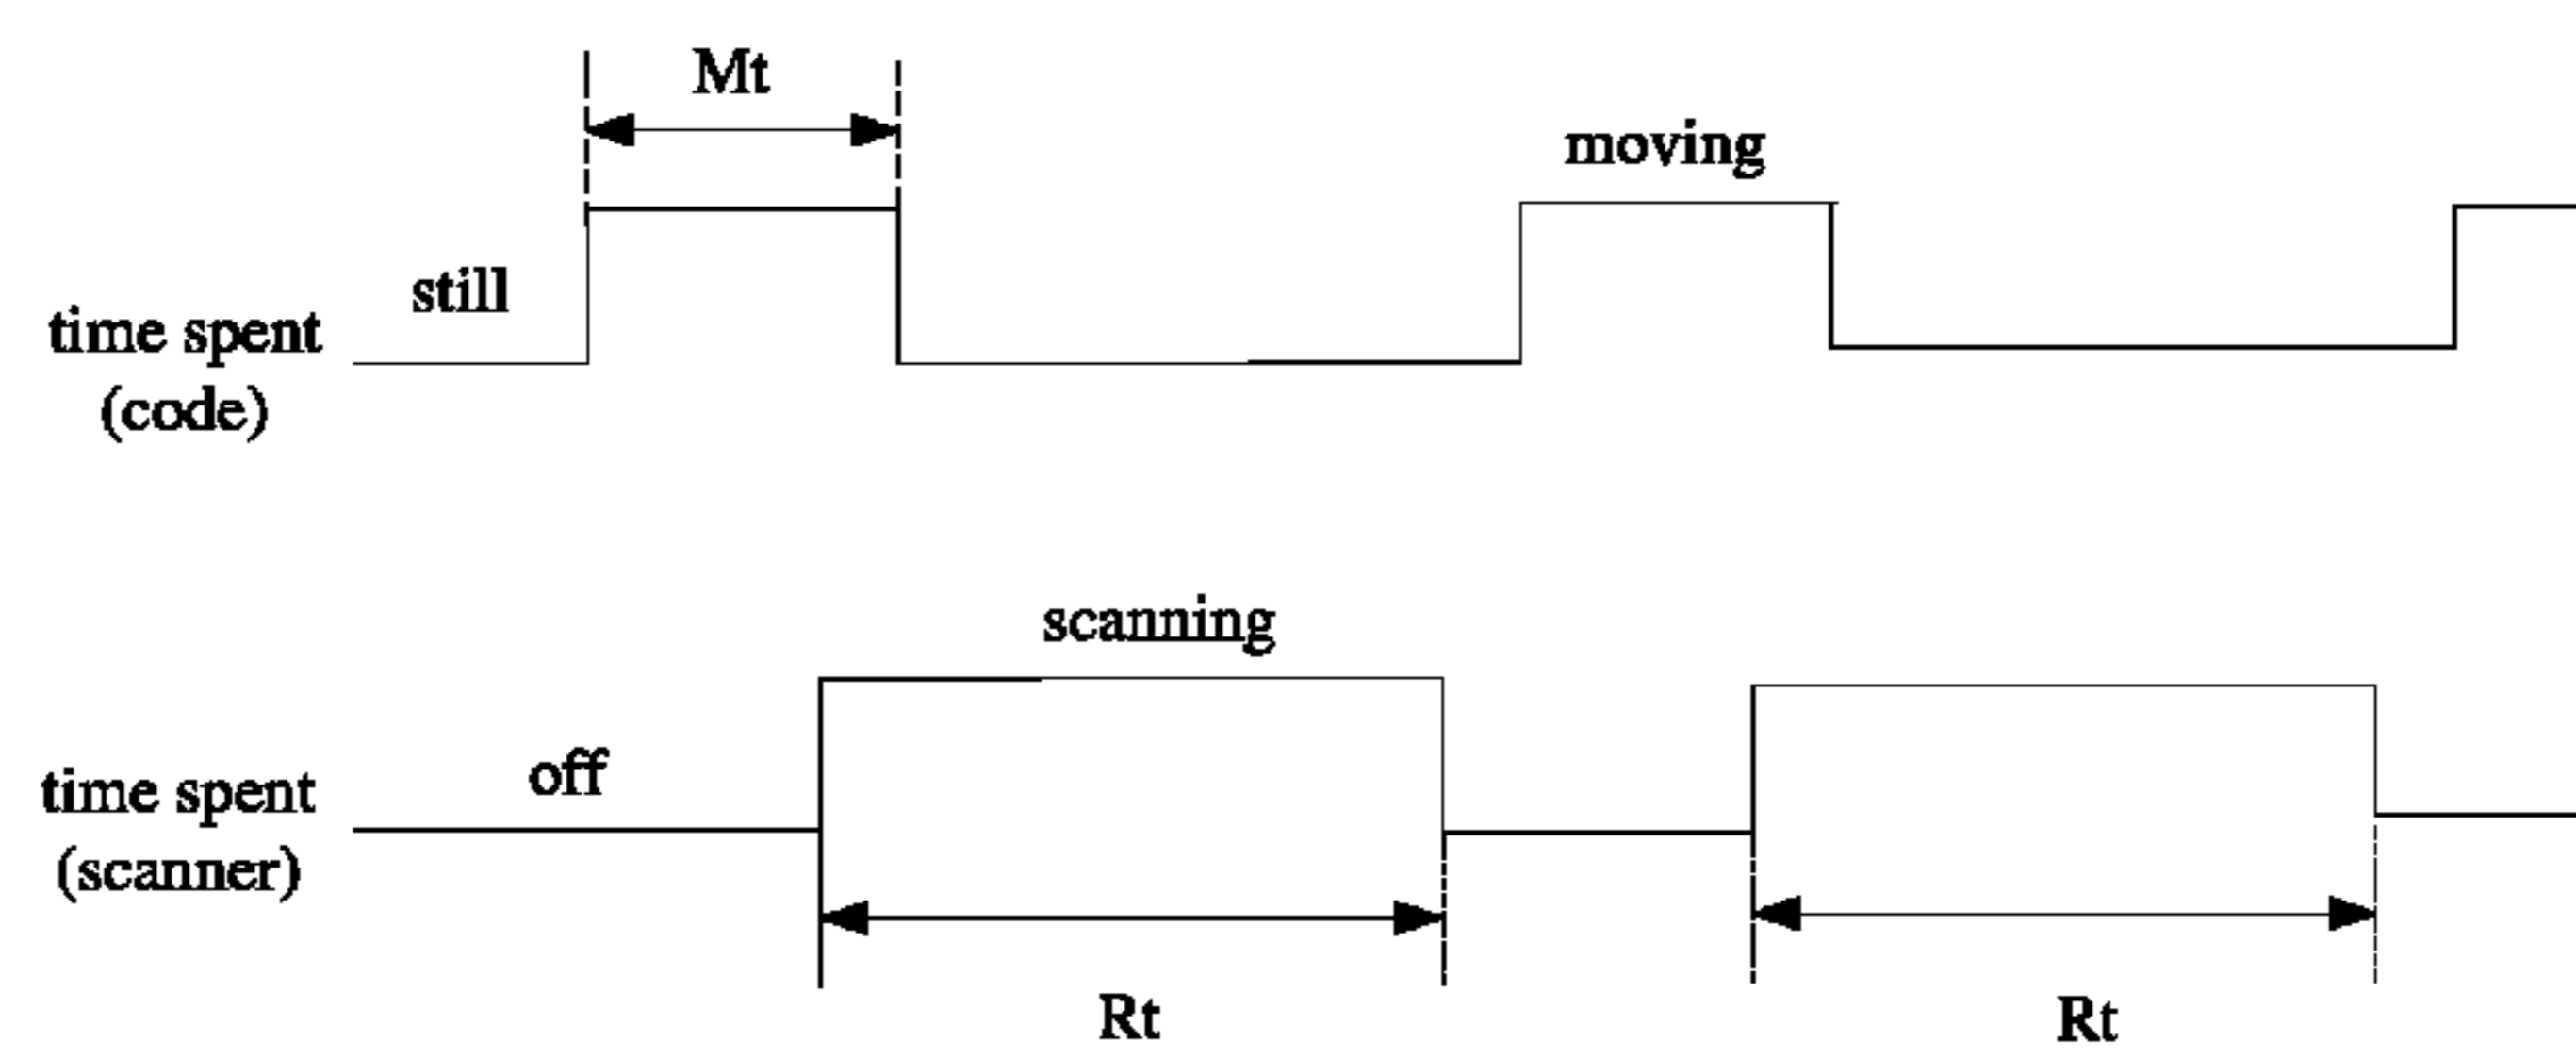 Mt
moving
still
time spent
(code)
scanning
off
time spent
(scanner)
Rt
Rt